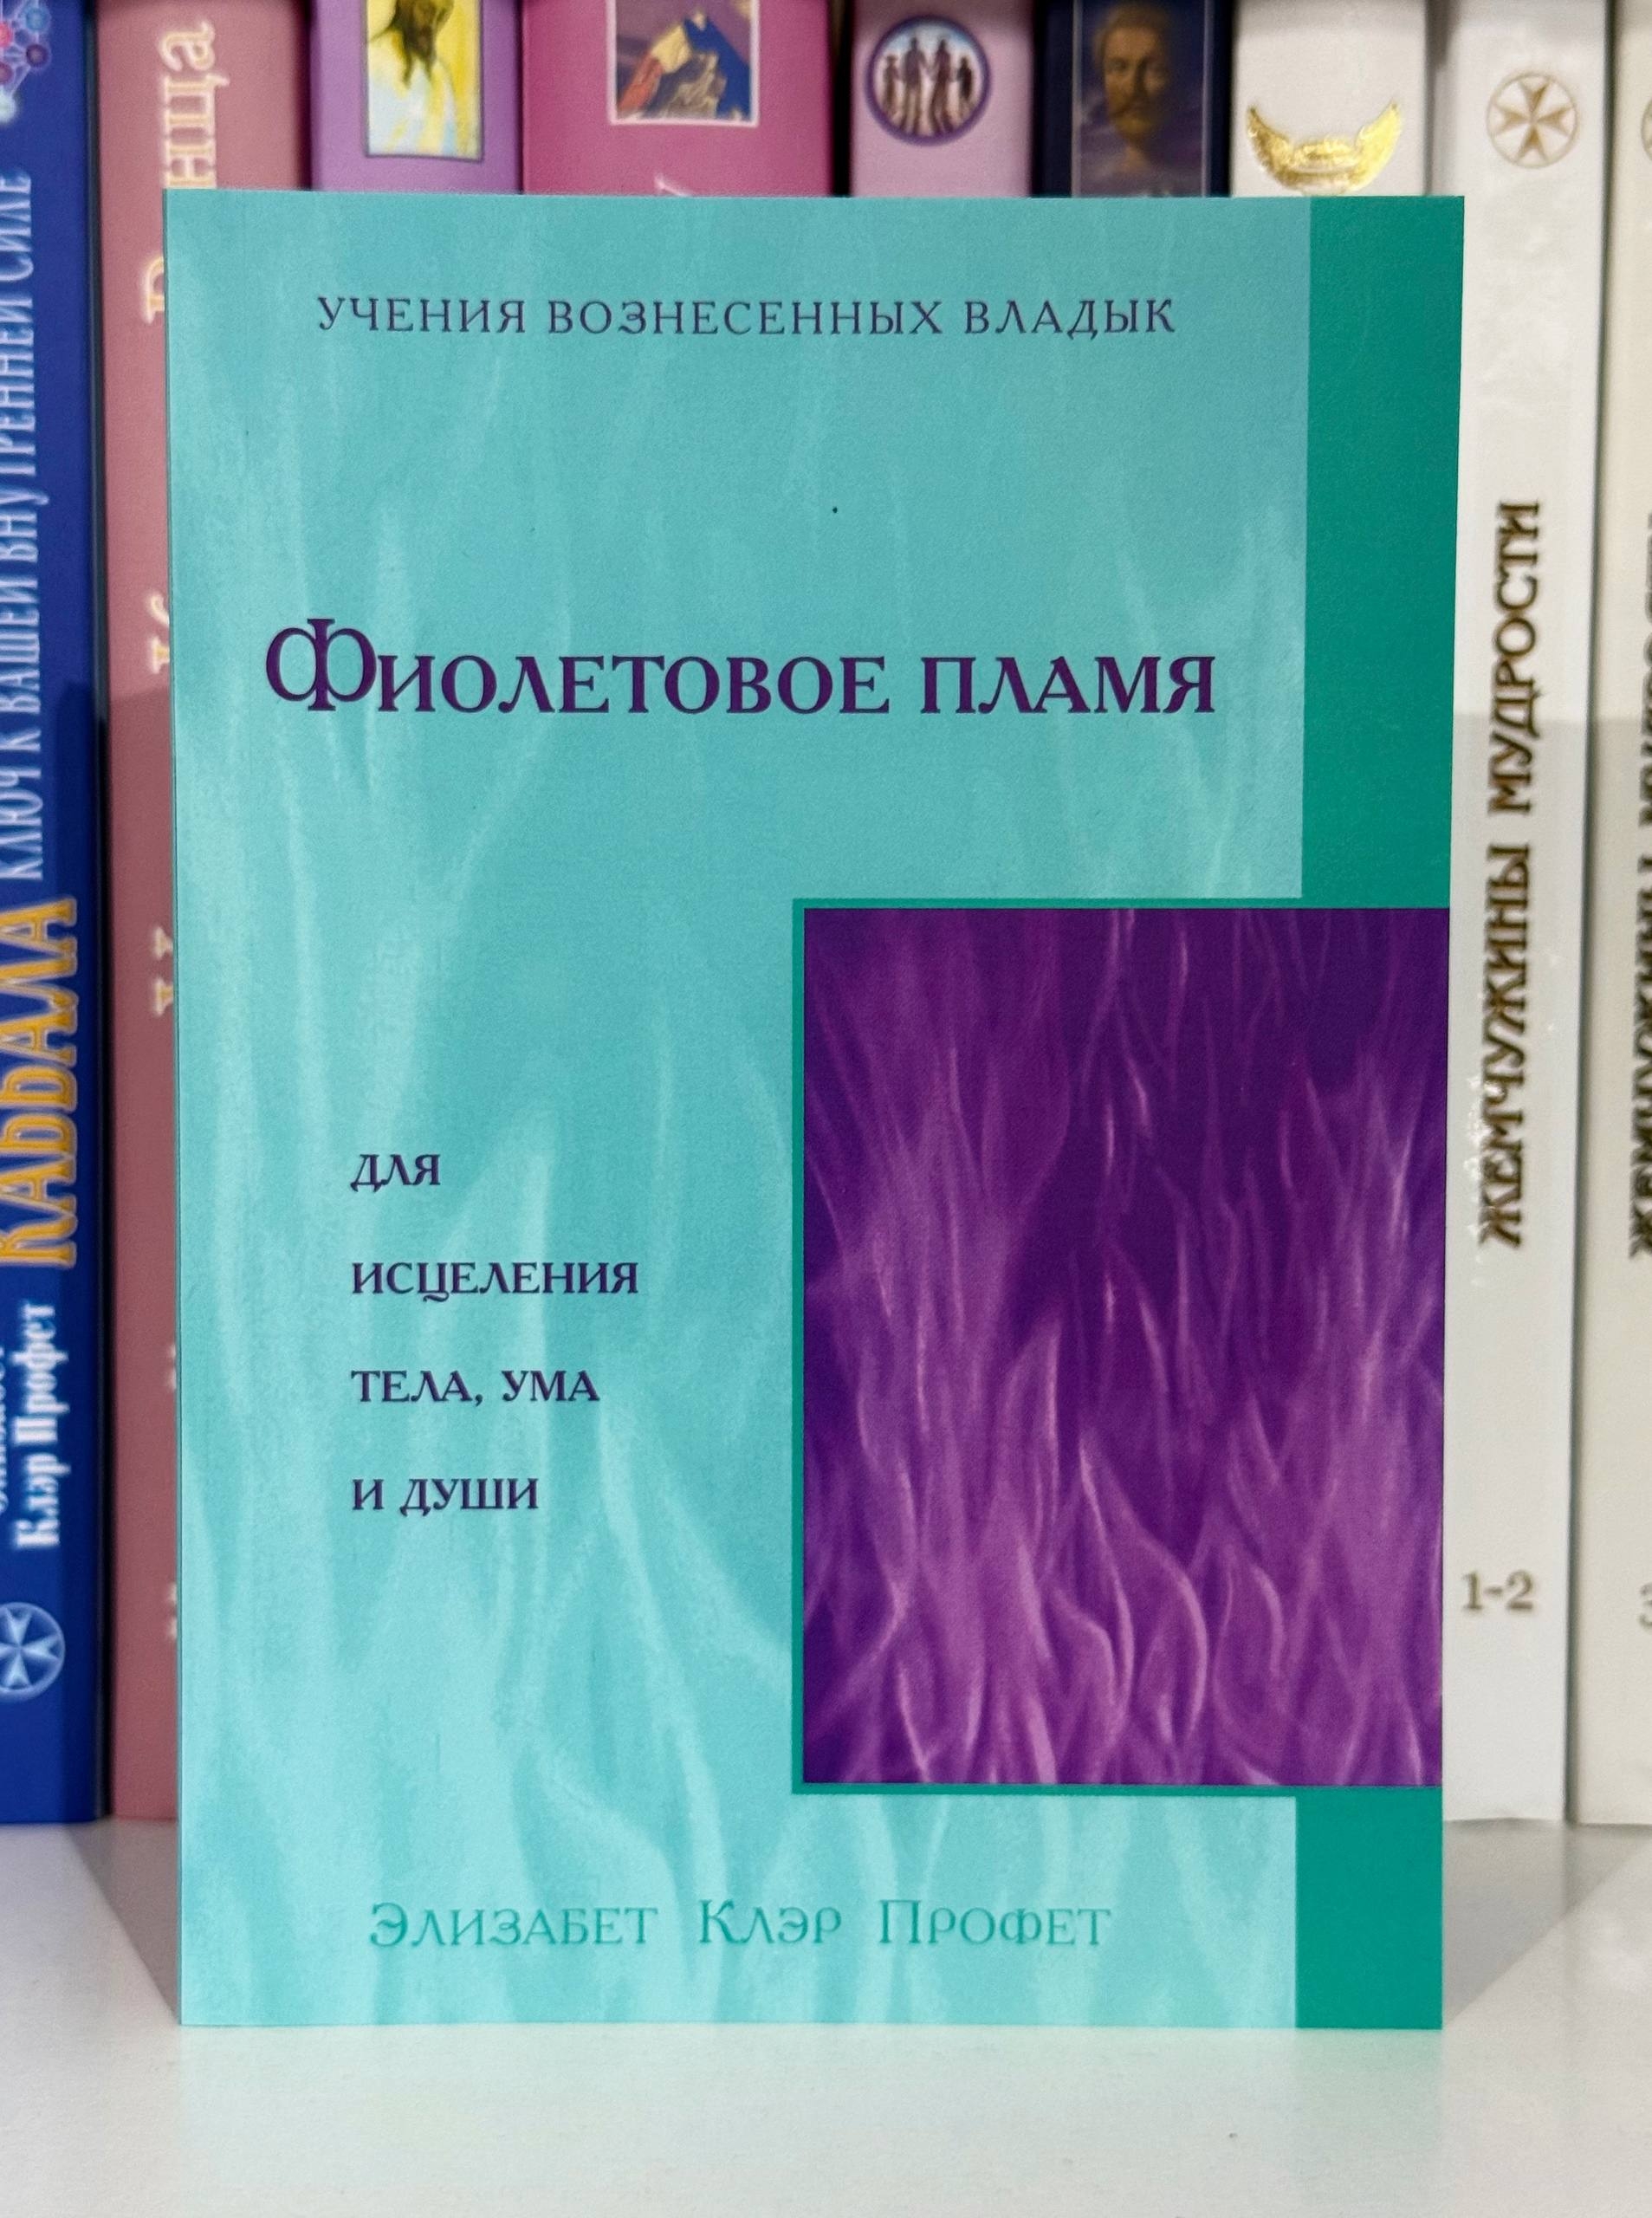 УЧЕНИЯ ВОЗНЕСЕННЫХ ВЛАДЫК
ФИОЛЕТОВОЕ ПЛАМЯ
ДЛЯ
ИСЦЕЛЕНИЯ
ТЕЛА, УМА
И ДУШИ
ЭЛИЗАБЕТ КЛЭР ПРОФЕТ
КАББАЛА КЛЮЧ К ВАШЕЙ ВНУТРЕННЕЙ СИЛЕ
Клэр Профет
ЖЕМЧУЖИНЫ МУДРОСТИ
1-2